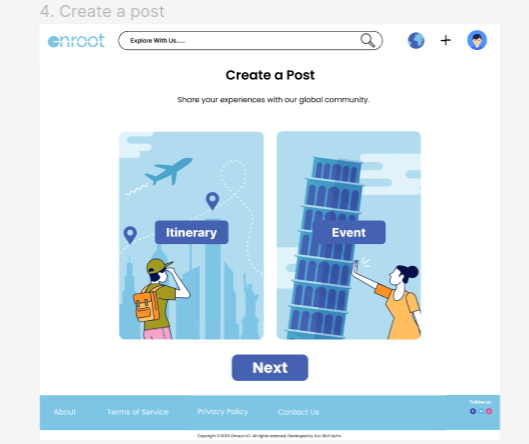 4. Create a post
enroot
Explore With Us.....
Create a Post
Share your experiences with our global community.
Itinerary
Event
Next
About
Terms of Service
Privacy Policy
Contact Us
Follow us